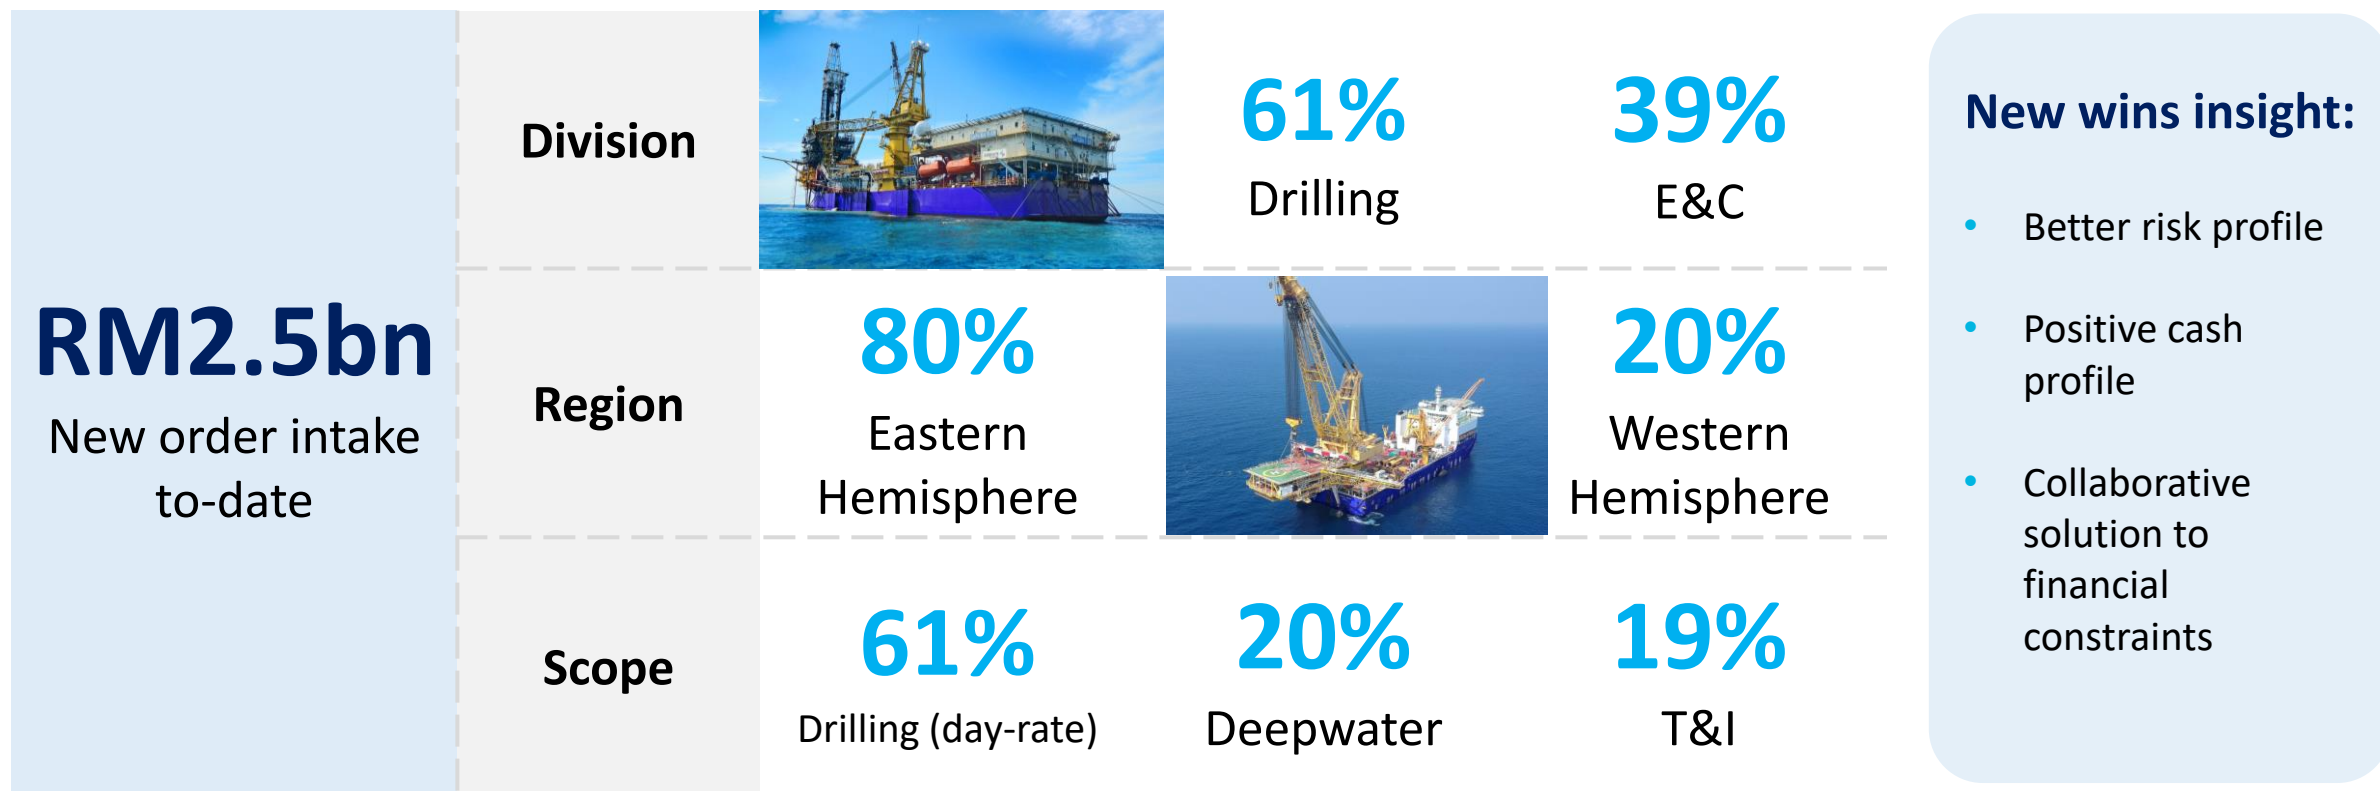 RM2.5bn
New order intake
to-date
Division
61%
Drilling
39%
E&C
Region
80%
Eastern
Hemisphere
20%
Western
Hemisphere
Scope
61%
Drilling (day-rate)
20%
Deepwater
19%
T&I
New wins insight:
• Better risk profile
• Positive cash
profile
• Collaborative
solution to
financial
constraints